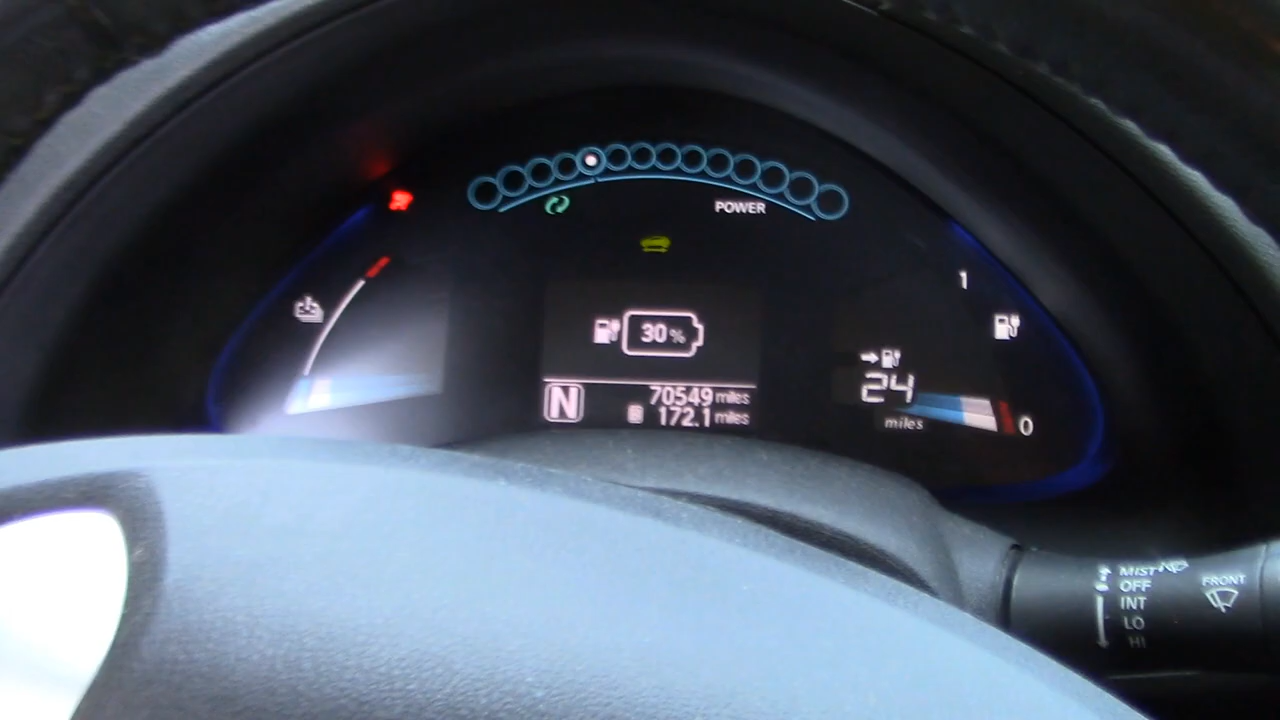 POWER
1
30%
24
miles
0
N
70549 miles
172.1 miles
MIST
OFF
INT
LO
HI
FRONT